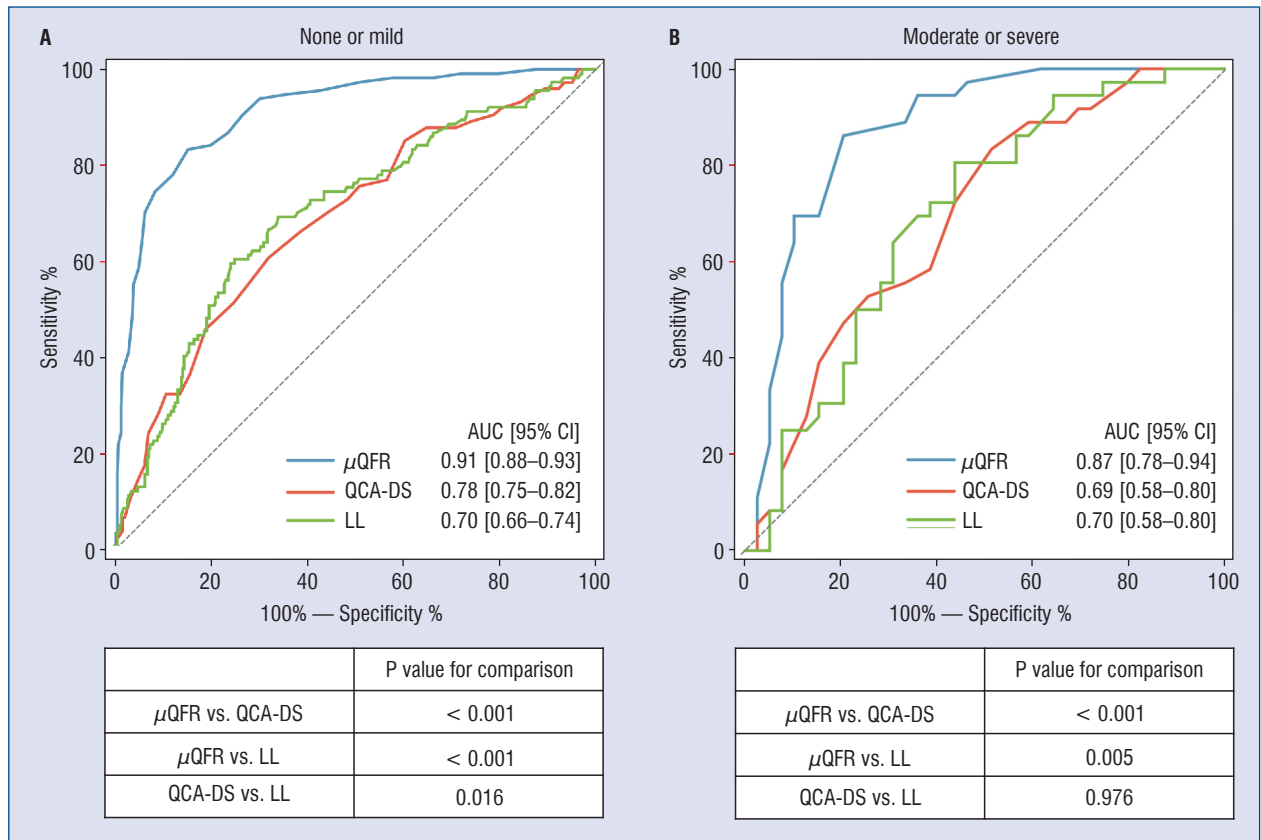 A
None or mild
100
80
60
40
20
0
Sensitivity %
0 20 40 60 80 100
100% — Specificity %
AUC [95% CI]
μQFR 0.91 [0.88–0.93]
QCA-DS 0.78 [0.75–0.82]
LL 0.70 [0.66–0.74]
P value for comparison
μQFR vs. QCA-DS < 0.001
μQFR vs. LL < 0.001
QCA-DS vs. LL 0.016
B
Moderate or severe
100
80
60
40
20
0
Sensitivity %
0 20 40 60 80 100
100% — Specificity %
AUC [95% CI]
μQFR 0.87 [0.78–0.94]
QCA-DS 0.69 [0.58–0.80]
LL 0.70 [0.58–0.80]
P value for comparison
μQFR vs. QCA-DS < 0.001
μQFR vs. LL 0.005
QCA-DS vs. LL 0.976